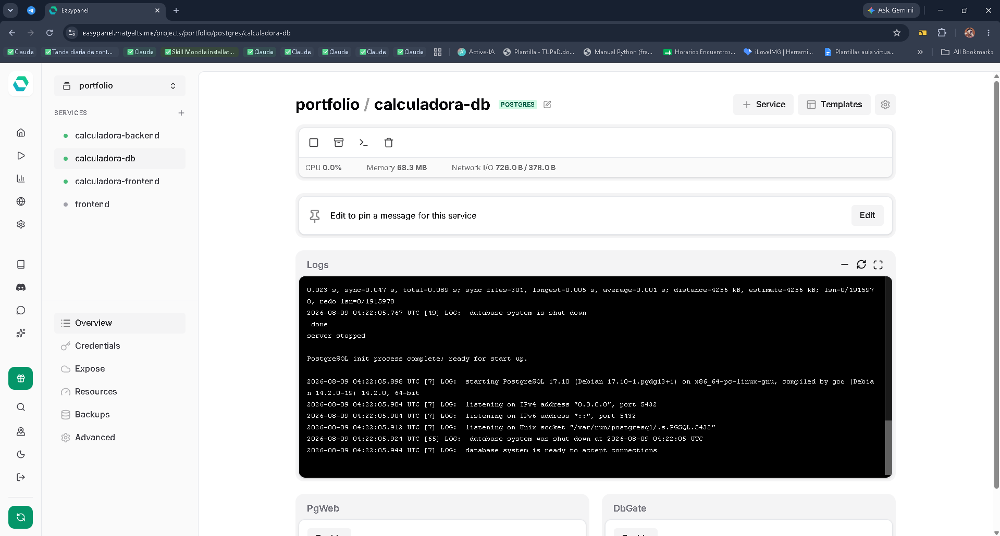 Easypanel
Ask Gemini
easypanel.matyalts.me/projects/portfolio/postgres/calculadora-db
Claude
Tanda diaria de cont...
Claude
Skill Moodle installat...
Claude
Claude
Claude
Claude
Claude
Active-IA
Plantilla - TUPaD.do...
Manual Python (fra...
Horarios Encuentros...
iLoveIMG | Herrami...
Plantillas aula virtua...
All Bookmarks
portfolio
SERVICES
calculadora-backend
calculadora-db
calculadora-frontend
frontend
Overview
Credentials
Expose
Resources
Backups
Advanced
portfolio / calculadora-db POSTGRES
Service
Templates
CPU 0.0% Memory 68.3 MB Network I/O 726.0 B / 378.0 B
Edit to pin a message for this service
Edit
Logs
0.023 s, sync=0.047 s, total=0.089 s; sync files=301, longest=0.005 s, average=0.001 s; distance=4256 kB, estimate=4256 kB; lsn=0/191597
8, redo lsn=0/1915978
2026-08-09 04:22:05.767 UTC [49] LOG:  database system is shut down
 done
server stopped
PostgreSQL init process complete; ready for start up.
2026-08-09 04:22:05.898 UTC [7] LOG:  starting PostgreSQL 17.10 (Debian 17.10-1.pgdg13+1) on x86_64-pc-linux-gnu, compiled by gcc (Debia
n 14.2.0-19) 14.2.0, 64-bit
2026-08-09 04:22:05.904 UTC [7] LOG:  listening on IPv4 address "0.0.0.0", port 5432
2026-08-09 04:22:05.904 UTC [7] LOG:  listening on IPv6 address "::", port 5432
2026-08-09 04:22:05.912 UTC [7] LOG:  listening on Unix socket "/var/run/postgresql/.s.PGSQL.5432"
2026-08-09 04:22:05.924 UTC [65] LOG:  database system was shut down at 2026-08-09 04:22:05 UTC
2026-08-09 04:22:05.944 UTC [7] LOG:  database system is ready to accept connections
PgWeb
DbGate